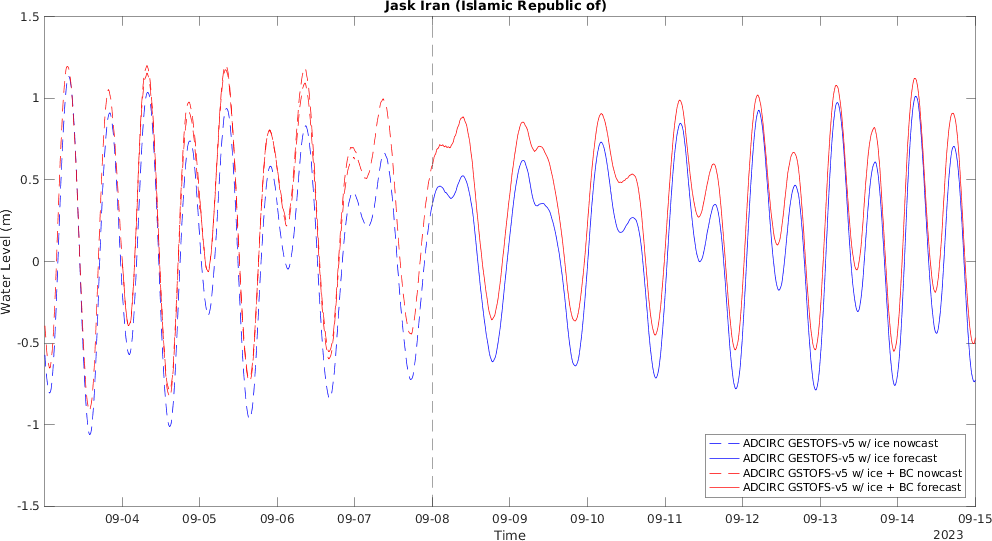 Jask Iran (Islamic Republic of)
Water Level (m)
1.5
1
0.5
0
-0.5
-1
-1.5
ADCIRC GESTOFS-v5 w/ ice nowcast
ADCIRC GESTOFS-v5 w/ ice forecast
ADCIRC GSTOFS-v5 w/ ice + BC nowcast
ADCIRC GSTOFS-v5 w/ ice + BC forecast
09-04 09-05 09-06 09-07 09-08 09-09 09-10 09-11 09-12 09-13 09-14 09-15
Time
2023